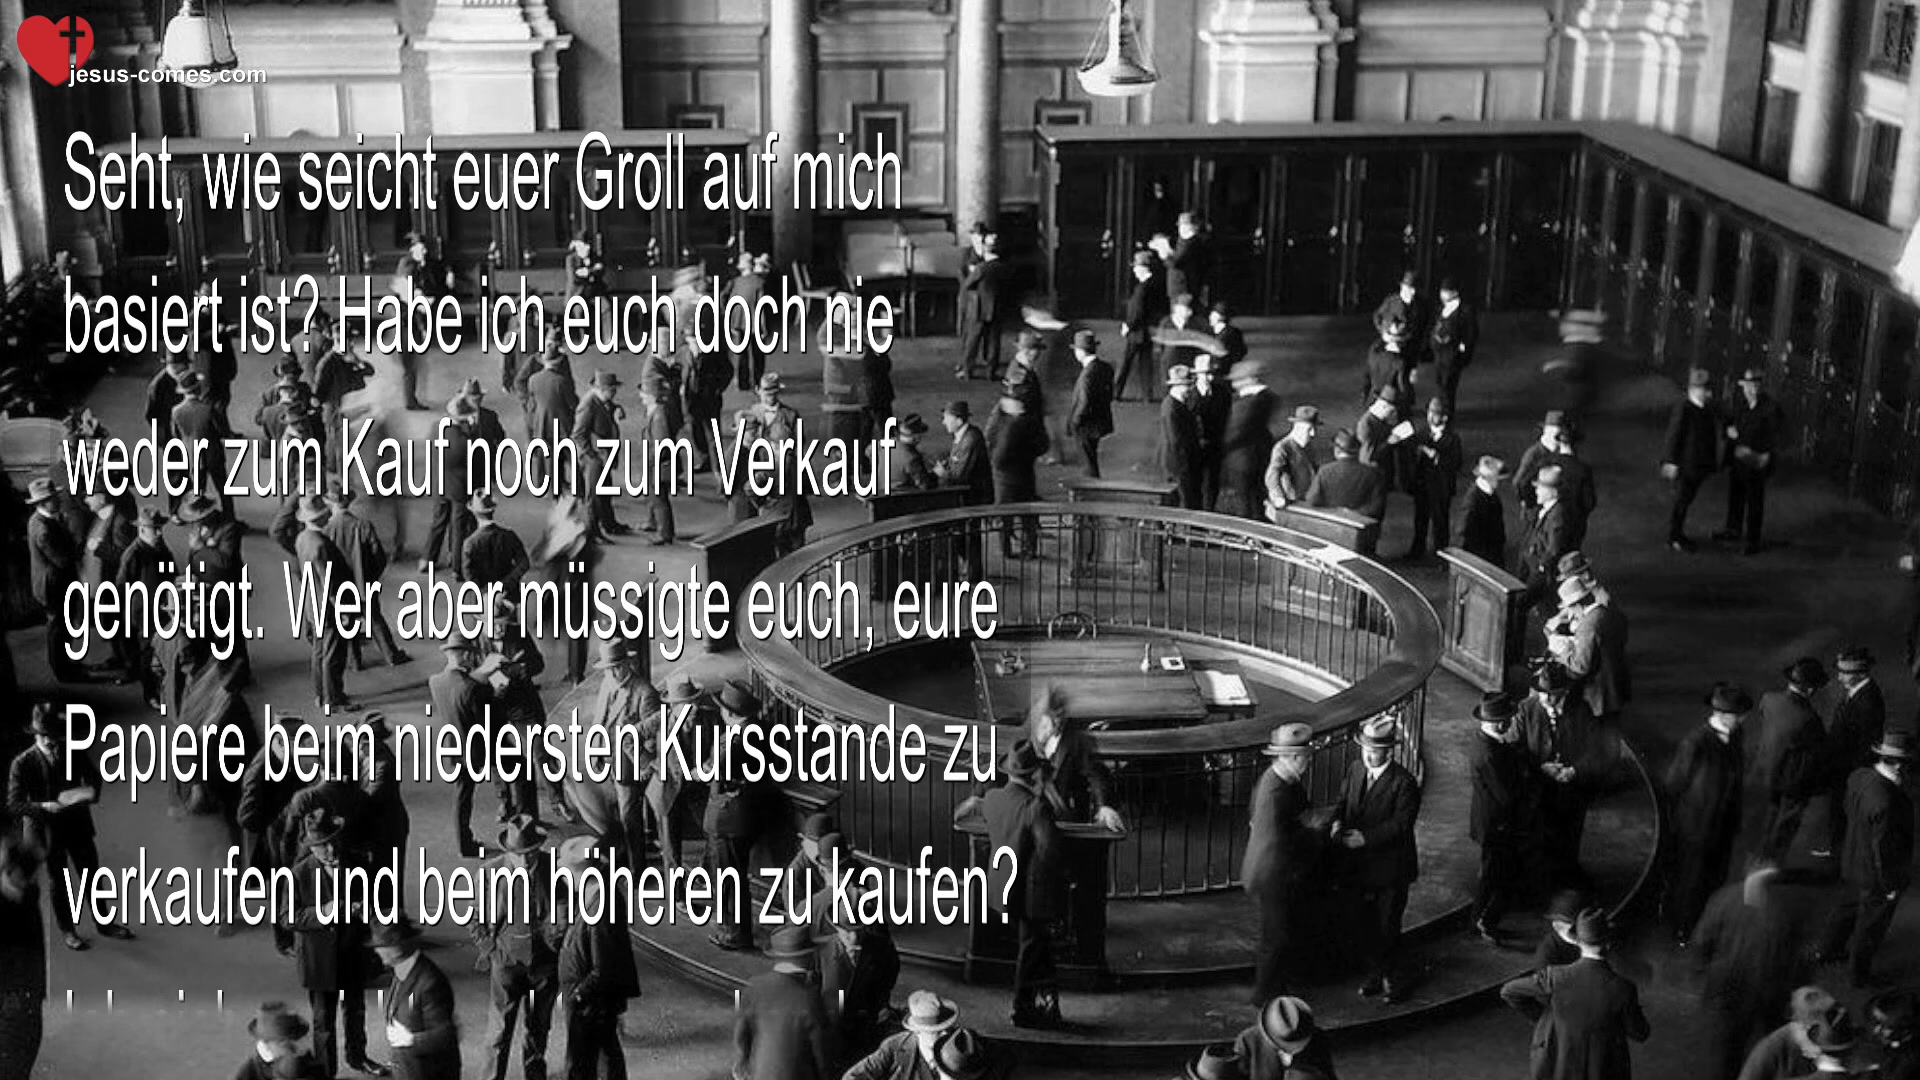 jesus-comes.com
Seht, wie seicht euer Groll auf mich
basiert ist? Habe ich euch doch nie
weder zum Kauf noch zum Verkauf
genötigt. Wer aber müssigte euch, eure
Papiere beim niedersten Kursstande zu
verkaufen und beim höheren zu kaufen?